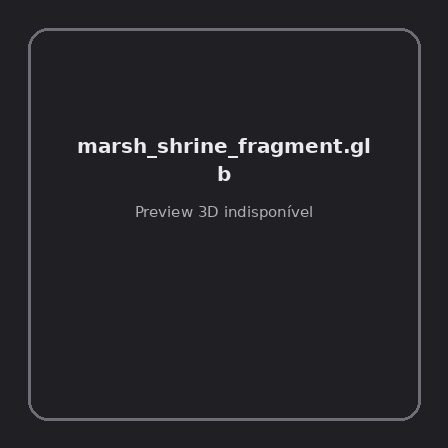 marsh_shrine_fragment.gl
b
Preview 3D indisponível